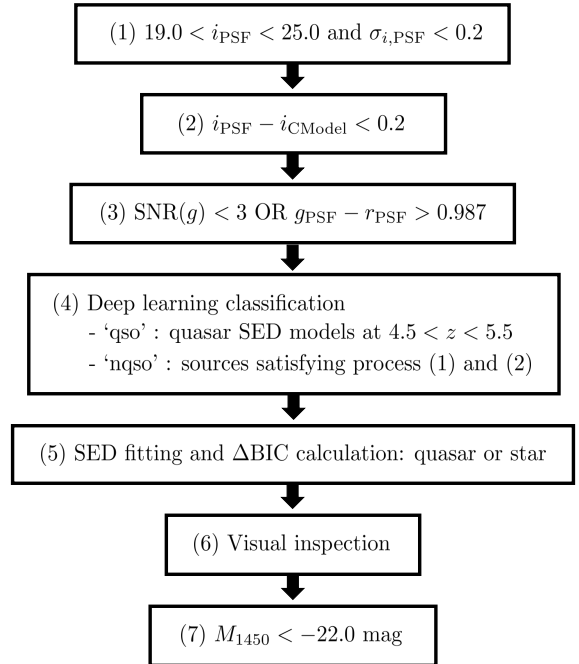 (1) 19.0 < i_PSF < 25.0 and σ_i,PSF < 0.2
(2) i_PSF − i_CModel < 0.2
(3) SNR(g) < 3 OR g_PSF − r_PSF > 0.987
(4) Deep learning classification
- ‘qso’ : quasar SED models at 4.5 < z < 5.5
- ‘nqso’ : sources satisfying process (1) and (2)
(5) SED fitting and ΔBIC calculation: quasar or star
(6) Visual inspection
(7) M_1450 < −22.0 mag